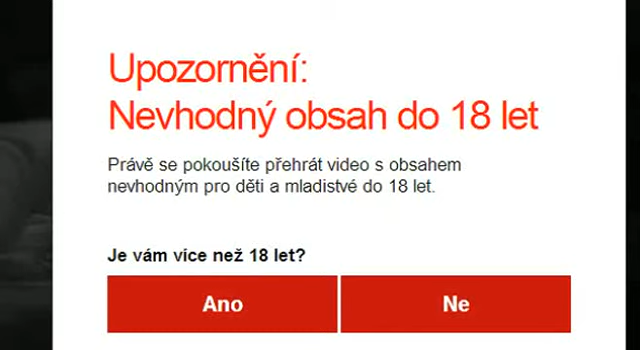 Upozornění:
Nevhodný obsah do 18 let
Právě se pokoušíte přehrát video s obsahem
nevhodným pro děti a mladistvé do 18 let.
Je vám více než 18 let?
Ano Ne